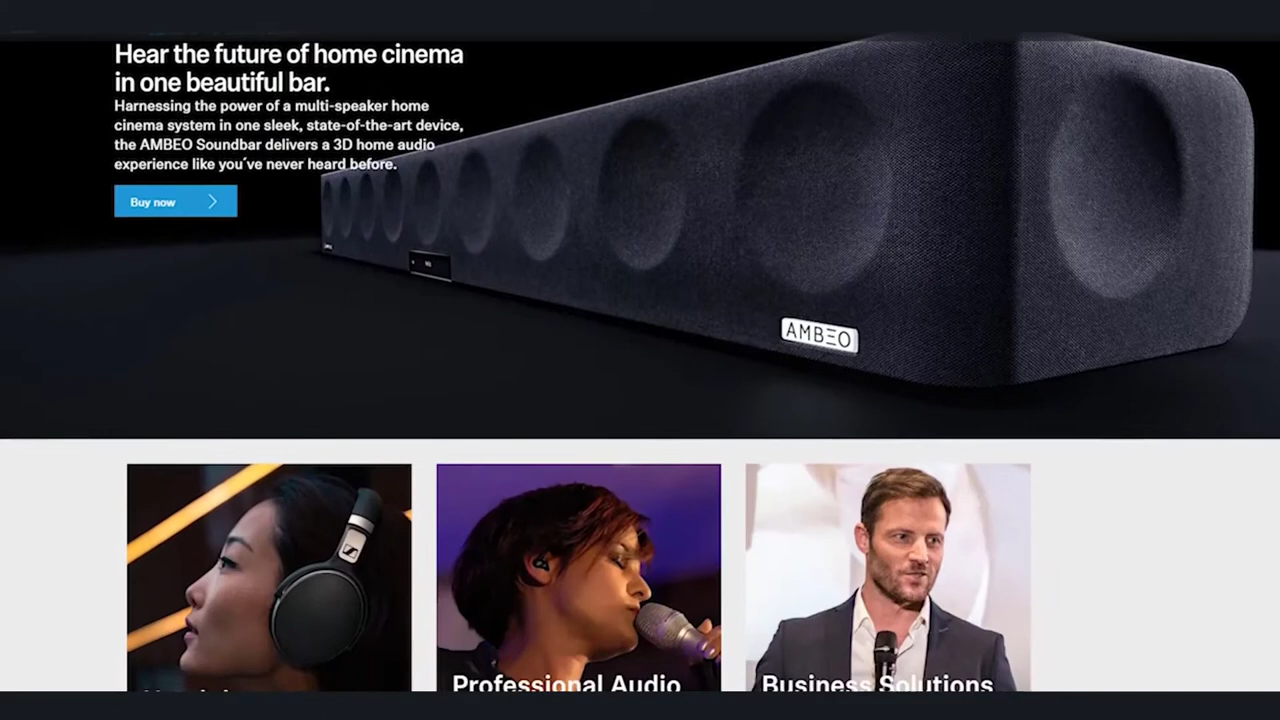 Hear the future of home cinema
in one beautiful bar.
Harnessing the power of a multi-speaker home
cinema system in one sleek, state-of-the-art device,
the AMBEO Soundbar delivers a 3D home audio
experience like you´ve never heard before.
Buy now
AMBEO
Professional Audio
Business Solutions